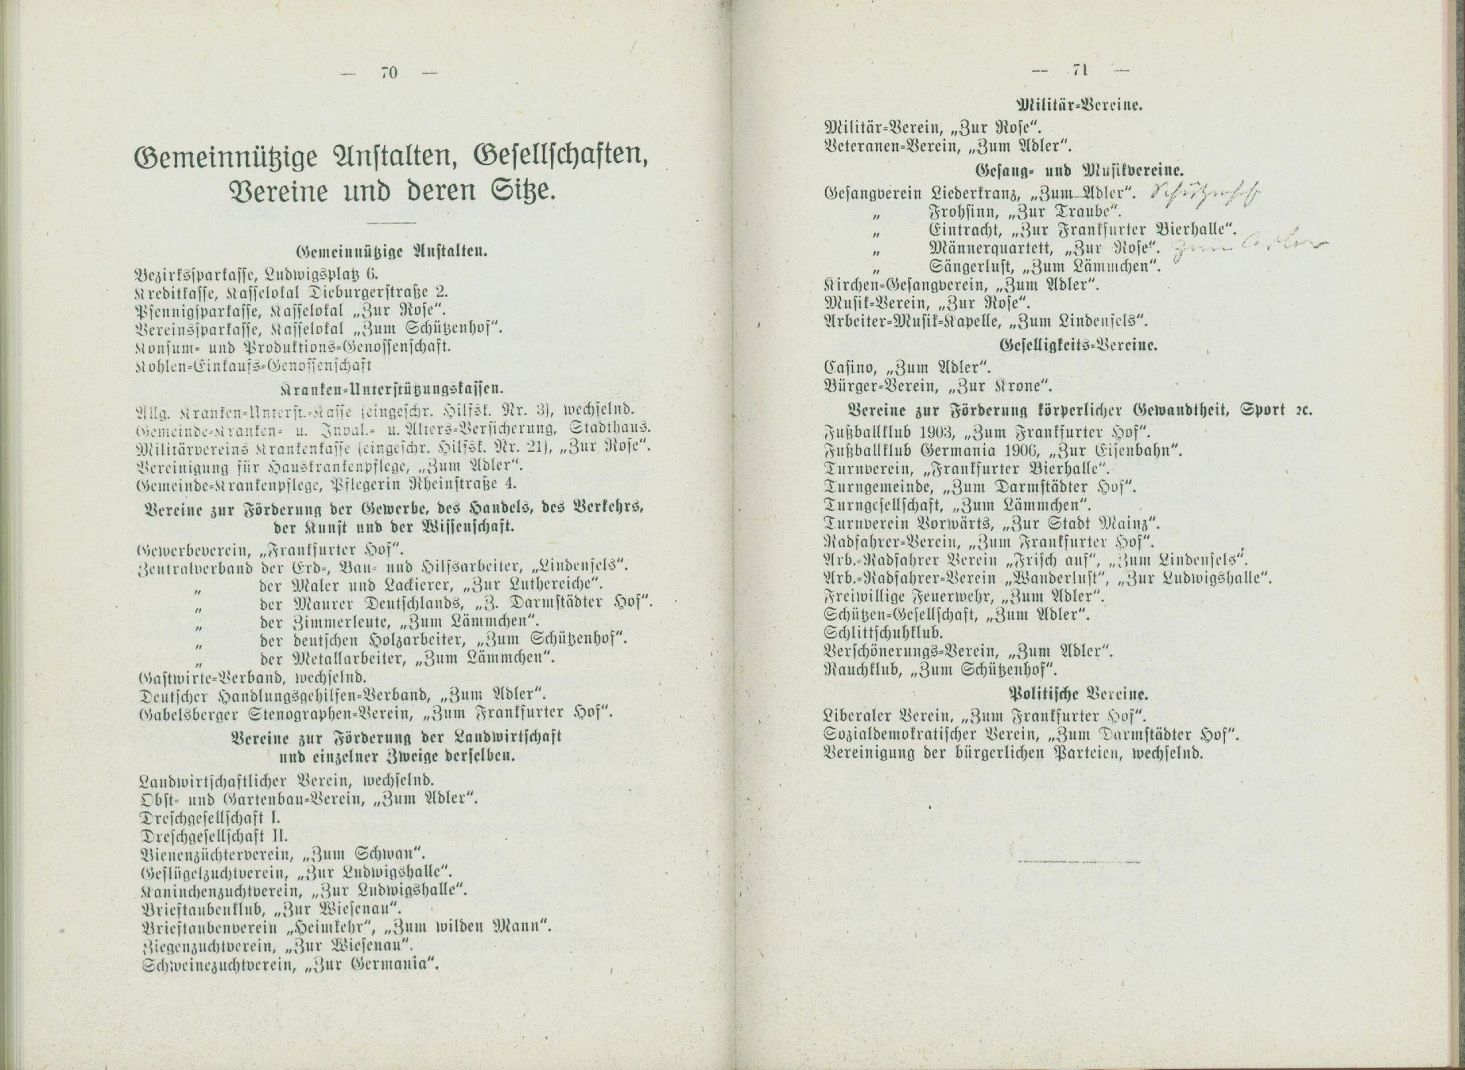 — 70 —
Gemeinnützige Anstalten, Gesellschaften,
Vereine und deren Sitze.
Gemeinnützige Anstalten.
Bezirkssparkasse, Ludwigsplatz 6.
Kreditkasse, Kasselokal Dieburgerstraße 2.
Pfennigsparkasse, Kasselokal „Zur Rose“.
Vereinssparkasse, Kasselokal „Zum Schützenhof“.
Konsum- und Produktions-Genossenschaft.
Kohlen-Einkaufs-Genossenschaft
Kranken-Unterstützungskassen.
Allg. Kranken-Unterst.-Kasse (eingeschr. Hilfsk. Nr. 3), wechselnd.
Gemeinde-Kranken- u. Inval.- u. Alters-Versicherung, Stadthaus.
Militärvereins Krankenkasse (eingeschr. Hilfsk. Nr. 21), „Zur Rose“.
Vereinigung für Hauskrankenpflege, „Zum Adler“.
Gemeinde-Krankenpflege, Pflegerin Rheinstraße 4.
Vereine zur Förderung der Gewerbe, des Handels, des Verkehrs,
der Kunst und der Wissenschaft.
Gewerbeverein, „Frankfurter Hof“.
Zentralverband der Erd-, Bau- und Hilfsarbeiter, „Lindenfels“.
„ der Maler und Lackierer, „Zur Luthereiche“.
„ der Maurer Deutschlands, „Z. Darmstädter Hof“.
„ der Zimmerleute, „Zum Lämmchen“.
„ der deutschen Holzarbeiter, „Zum Schützenhof“.
„ der Metallarbeiter, „Zum Lämmchen“.
Gastwirte-Verband, wechselnd.
Deutscher Handlungsgehilfen-Verband, „Zum Adler“.
Gabelsberger Stenographen-Verein, „Zum Frankfurter Hof“.
Vereine zur Förderung der Landwirtschaft
und einzelner Zweige derselben.
Landwirtschaftlicher Verein, wechselnd.
Obst- und Gartenbau-Verein, „Zum Adler“.
Dreschgesellschaft I.
Dreschgesellschaft II.
Bienenzüchterverein, „Zum Schwan“.
Geflügelzuchtverein, „Zur Ludwigshalle“.
Kaninchenzuchtverein, „Zur Ludwigshalle“.
Brieftaubenklub, „Zur Wiesenau“.
Brieftaubenverein „Heimkehr“, „Zum wilden Mann“.
Ziegenzuchtverein, „Zur Wiesenau“.
Schweinezuchtverein, „Zur Germania“.
— 71 —
Militär-Vereine.
Militär-Verein, „Zur Rose“.
Veteranen-Verein, „Zum Adler“.
Gesang- und Musikvereine.
Gesangverein Liederkranz, „Zum Adler“.
„ Frohsinn, „Zur Traube“.
„ Eintracht, „Zur Frankfurter Bierhalle“.
„ Männerquartett, „Zur Rose“. zum Adler
„ Sängerlust, „Zum Lämmchen“.
Kirchen-Gesangverein, „Zum Adler“.
Musik-Verein, „Zur Rose“.
Arbeiter-Musik-Kapelle, „Zum Lindenfels“.
Geselligkeits-Vereine.
Casino, „Zum Adler“.
Bürger-Verein, „Zur Krone“.
Vereine zur Förderung körperlicher Gewandtheit, Sport ꝛc.
Fußballklub 1903, „Zum Frankfurter Hof“.
Fußballklub Germania 1906, „Zur Eisenbahn“.
Turnverein, „Frankfurter Bierhalle“.
Turngemeinde, „Zum Darmstädter Hof“.
Turngesellschaft, „Zum Lämmchen“.
Turnverein Vorwärts, „Zur Stadt Mainz“.
Radfahrer-Verein, „Zum Frankfurter Hof“.
Arb.-Radfahrer Verein „Frisch auf“, „Zum Lindenfels“.
Arb.-Radfahrer-Verein „Wanderlust“, „Zur Ludwigshalle“.
Freiwillige Feuerwehr, „Zum Adler“.
Schützen-Gesellschaft, „Zum Adler“.
Schlittschuhklub.
Verschönerungs-Verein, „Zum Adler“.
Rauchklub, „Zum Schützenhof“.
Politische Vereine.
Liberaler Verein, „Zum Frankfurter Hof“.
Sozialdemokratischer Verein, „Zum Darmstädter Hof“.
Vereinigung der bürgerlichen Parteien, wechselnd.